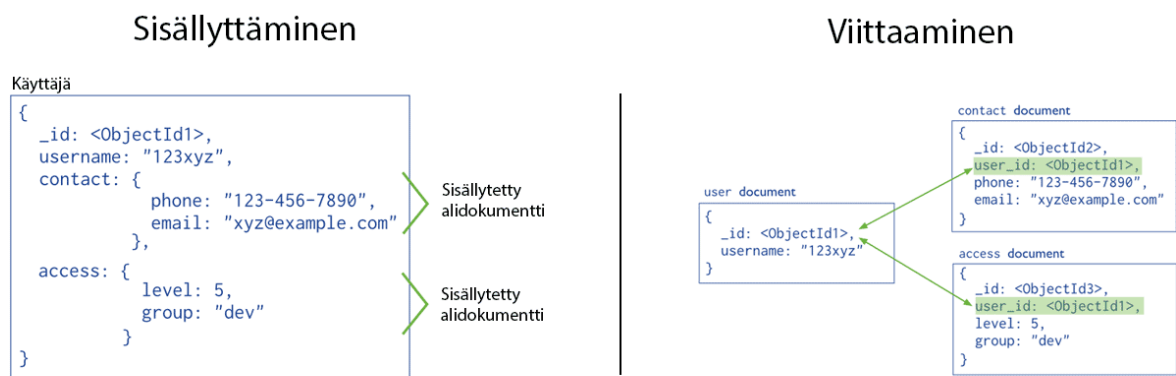 Sisällyttäminen
Käyttäjä
{
_id: <ObjectId1>,
username: "123xyz",
contact: {
phone: "123-456-7890",
email: "xyz@example.com"
},
access: {
level: 5,
group: "dev"
}
}
Sisällytetty
alidokumentti
Sisällytetty
alidokumentti
Viittaaminen
user document
{
_id: <ObjectId1>,
username: "123xyz"
}
contact document
{
_id: <ObjectId2>,
user_id: <ObjectId1>,
phone: "123-456-7890",
email: "xyz@example.com"
}
access document
{
_id: <ObjectId3>,
user_id: <ObjectId1>,
level: 5,
group: "dev"
}